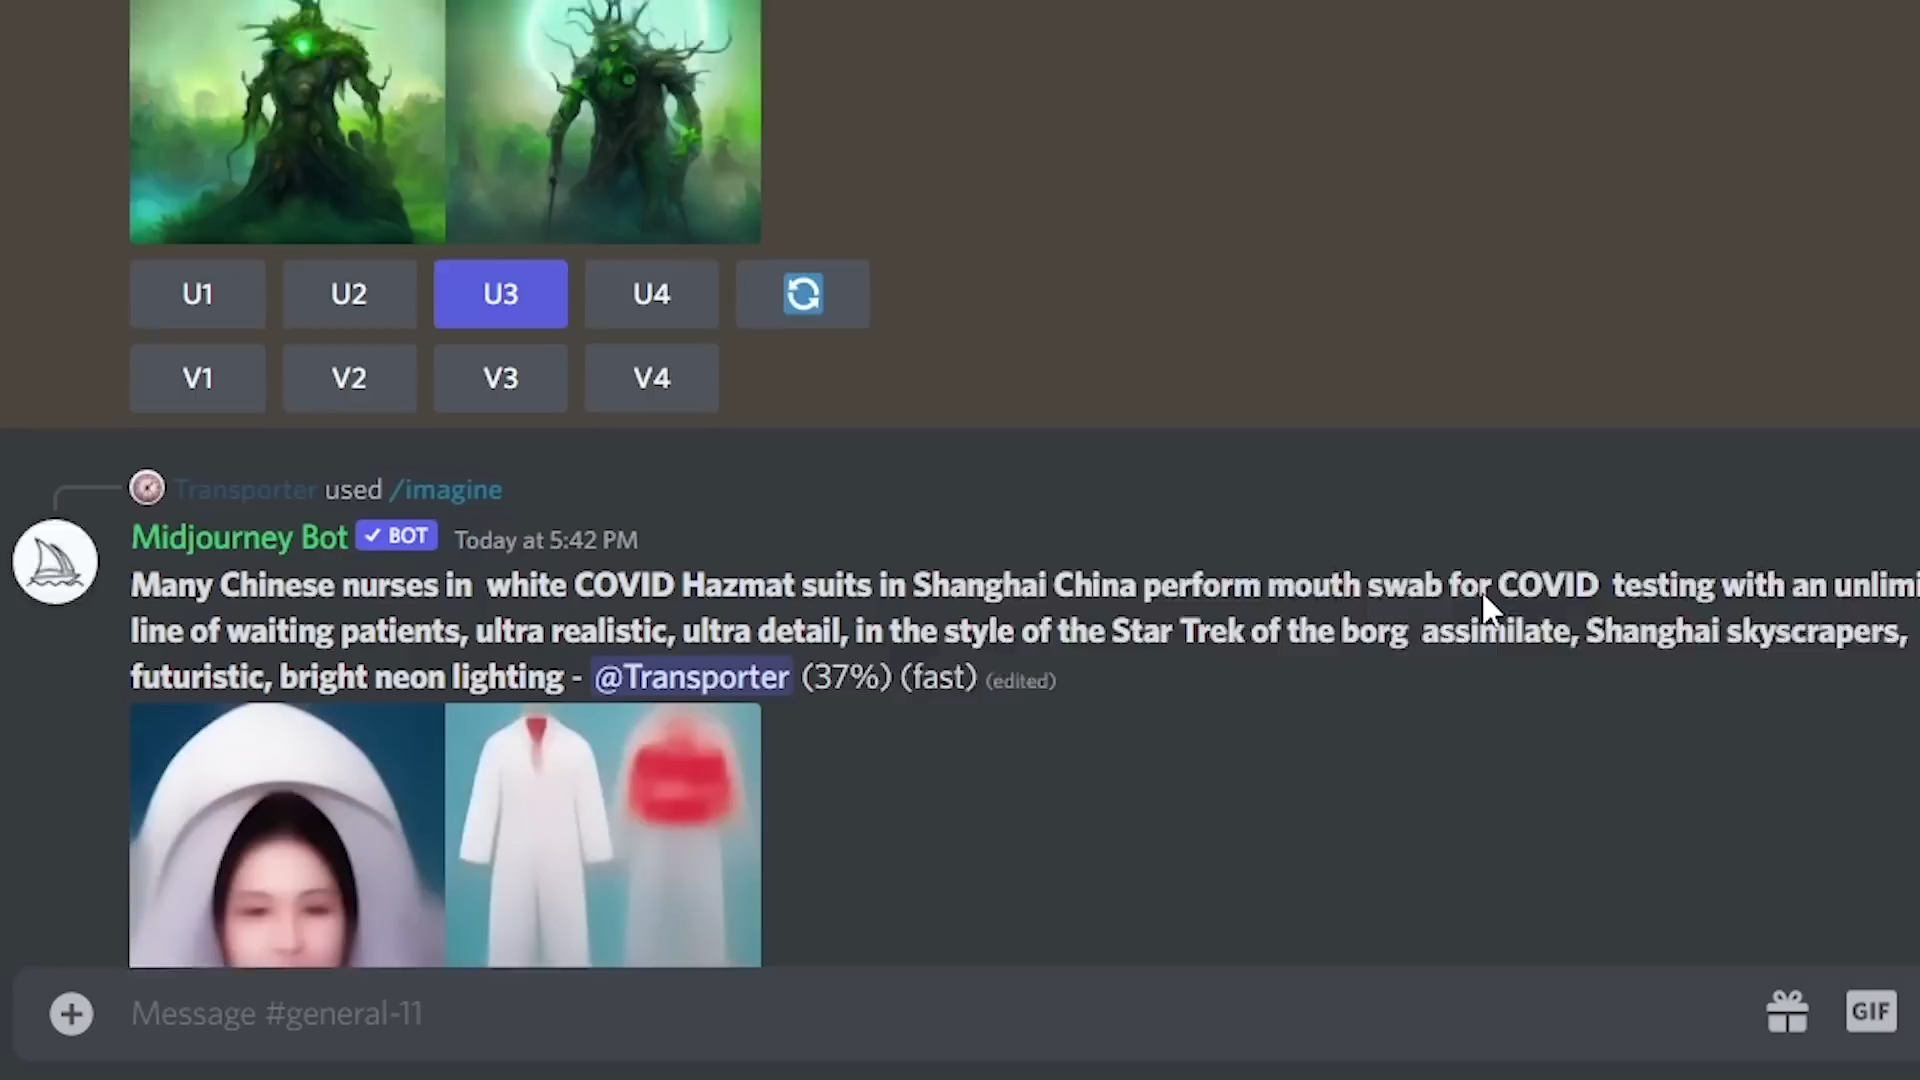 U1 U2 U3 U4
V1 V2 V3 V4
Transporter used /imagine
Midjourney Bot ✓ BOT Today at 5:42 PM
Many Chinese nurses in white COVID Hazmat suits in Shanghai China perform mouth swab for COVID testing with an unlimi
line of waiting patients, ultra realistic, ultra detail, in the style of the Star Trek of the borg assimilate, Shanghai skyscrapers,
futuristic, bright neon lighting - @Transporter (37%) (fast) (edited)
Message #general-11
GIF